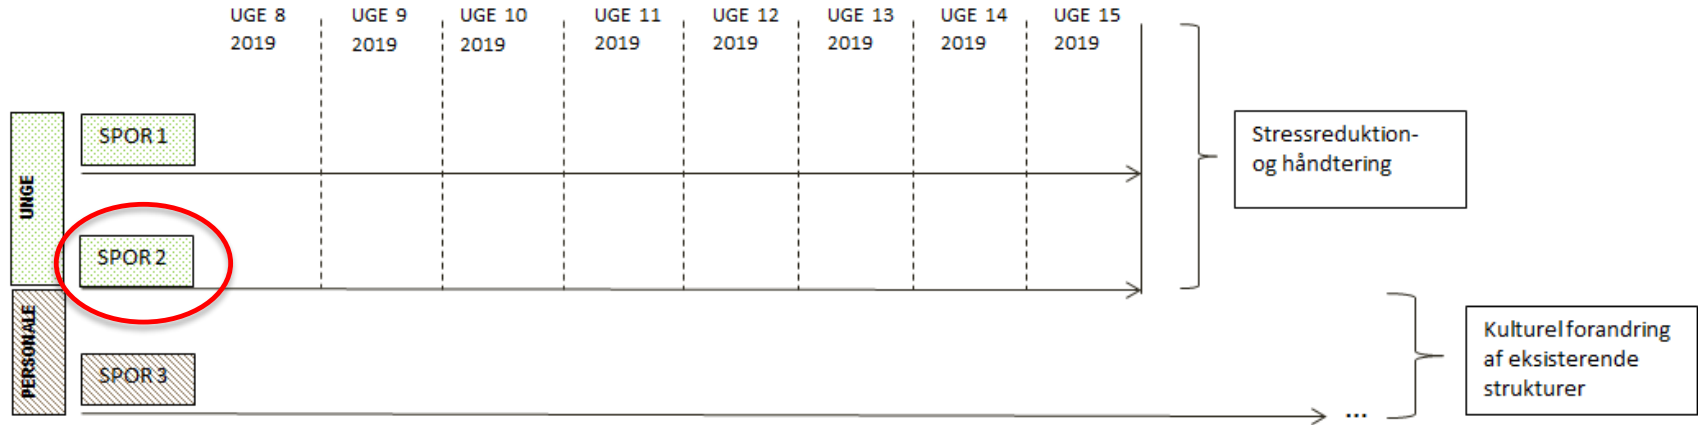 UGE 8
2019
UGE 9
2019
UGE 10
2019
UGE 11
2019
UGE 12
2019
UGE 13
2019
UGE 14
2019
UGE 15
2019
UNGE
SPOR 1
Stressreduktion-
og håndtering
SPOR 2
PERSONALE
SPOR 3
...
Kulturel forandring
af eksisterende
strukturer